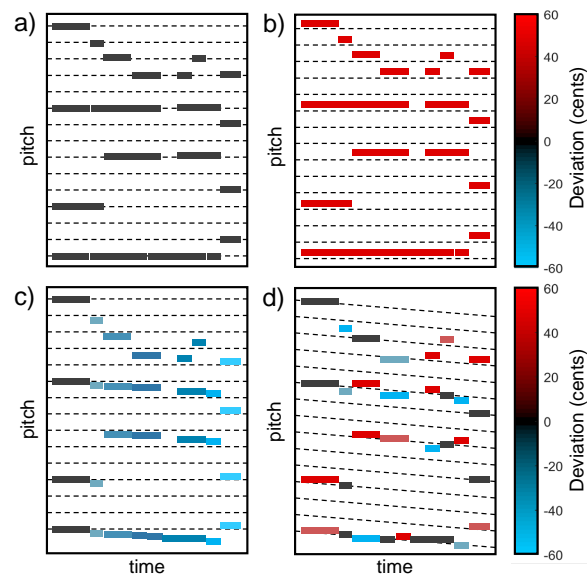 a)
b)
pitch
pitch
60
40
20
0
-20
-40
-60
Deviation (cents)
c)
d)
pitch
pitch
time
time
60
40
20
0
-20
-40
-60
Deviation (cents)